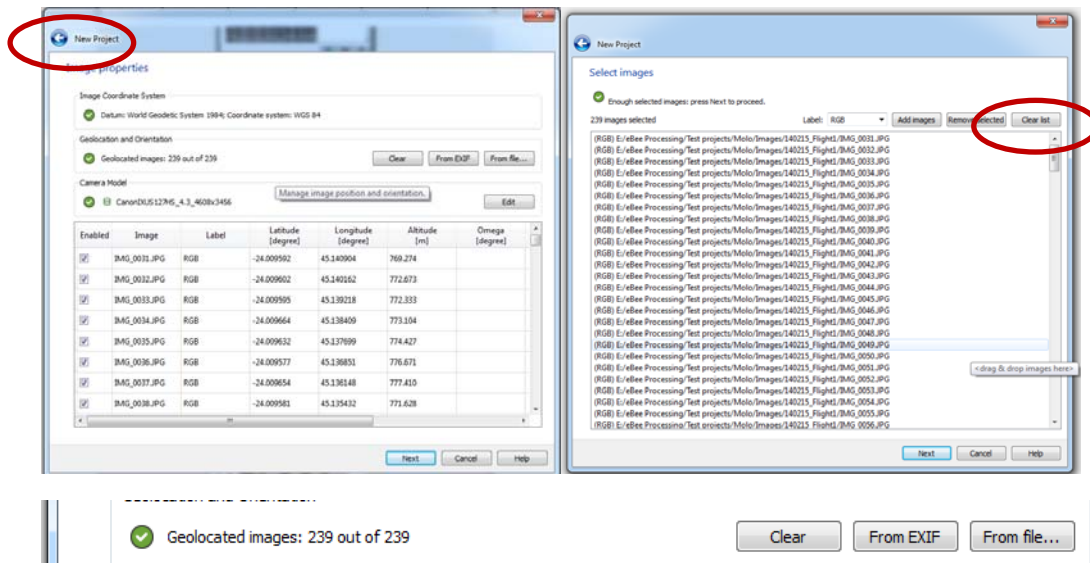 New Project
Image properties
Image Coordinate System
Datum: World Geodetic System 1984; Coordinate system: WGS 84
Geolocation and Orientation
Geolocated images: 239 out of 239
Clear
From EXIF
From file...
Camera Model
CanonIXUS127HS_4.3_4608x3456
Manage image position and orientation.
Edit
Enabled Image Label Latitude [degree] Longitude [degree] Altitude [m] Omega [degree]
IMG_0031.JPG RGB -24.009592 45.140904 769.274
IMG_0032.JPG RGB -24.009602 45.140162 772.673
IMG_0033.JPG RGB -24.009595 45.139218 772.333
IMG_0034.JPG RGB -24.009664 45.138409 773.104
IMG_0035.JPG RGB -24.009632 45.137699 774.427
IMG_0036.JPG RGB -24.009577 45.136851 776.671
IMG_0037.JPG RGB -24.009654 45.136148 777.410
IMG_0038.JPG RGB -24.009581 45.135432 771.628
Next
Cancel
Help
New Project
Select images
Enough selected images: press Next to proceed.
239 images selected
Label: RGB
Add images
Remove selected
Clear list
(RGB) E:/eBee Processing/Test projects/Molo/Images/140215_Flight1/IMG_0031.JPG
(RGB) E:/eBee Processing/Test projects/Molo/Images/140215_Flight1/IMG_0032.JPG
(RGB) E:/eBee Processing/Test projects/Molo/Images/140215_Flight1/IMG_0033.JPG
(RGB) E:/eBee Processing/Test projects/Molo/Images/140215_Flight1/IMG_0034.JPG
(RGB) E:/eBee Processing/Test projects/Molo/Images/140215_Flight1/IMG_0035.JPG
(RGB) E:/eBee Processing/Test projects/Molo/Images/140215_Flight1/IMG_0036.JPG
(RGB) E:/eBee Processing/Test projects/Molo/Images/140215_Flight1/IMG_0037.JPG
(RGB) E:/eBee Processing/Test projects/Molo/Images/140215_Flight1/IMG_0038.JPG
(RGB) E:/eBee Processing/Test projects/Molo/Images/140215_Flight1/IMG_0039.JPG
(RGB) E:/eBee Processing/Test projects/Molo/Images/140215_Flight1/IMG_0040.JPG
(RGB) E:/eBee Processing/Test projects/Molo/Images/140215_Flight1/IMG_0041.JPG
(RGB) E:/eBee Processing/Test projects/Molo/Images/140215_Flight1/IMG_0042.JPG
(RGB) E:/eBee Processing/Test projects/Molo/Images/140215_Flight1/IMG_0043.JPG
(RGB) E:/eBee Processing/Test projects/Molo/Images/140215_Flight1/IMG_0044.JPG
(RGB) E:/eBee Processing/Test projects/Molo/Images/140215_Flight1/IMG_0045.JPG
(RGB) E:/eBee Processing/Test projects/Molo/Images/140215_Flight1/IMG_0046.JPG
(RGB) E:/eBee Processing/Test projects/Molo/Images/140215_Flight1/IMG_0047.JPG
(RGB) E:/eBee Processing/Test projects/Molo/Images/140215_Flight1/IMG_0048.JPG
(RGB) E:/eBee Processing/Test projects/Molo/Images/140215_Flight1/IMG_0049.JPG
(RGB) E:/eBee Processing/Test projects/Molo/Images/140215_Flight1/IMG_0050.JPG
(RGB) E:/eBee Processing/Test projects/Molo/Images/140215_Flight1/IMG_0051.JPG
(RGB) E:/eBee Processing/Test projects/Molo/Images/140215_Flight1/IMG_0052.JPG
(RGB) E:/eBee Processing/Test projects/Molo/Images/140215_Flight1/IMG_0053.JPG
(RGB) E:/eBee Processing/Test projects/Molo/Images/140215_Flight1/IMG_0054.JPG
(RGB) E:/eBee Processing/Test projects/Molo/Images/140215_Flight1/IMG_0055.JPG
(RGB) E:/eBee Processing/Test projects/Molo/Images/140215_Flight1/IMG_0056.JPG
<drag & drop images here>
Next
Cancel
Help
Geolocation and Orientation
Geolocated images: 239 out of 239
Clear
From EXIF
From file...